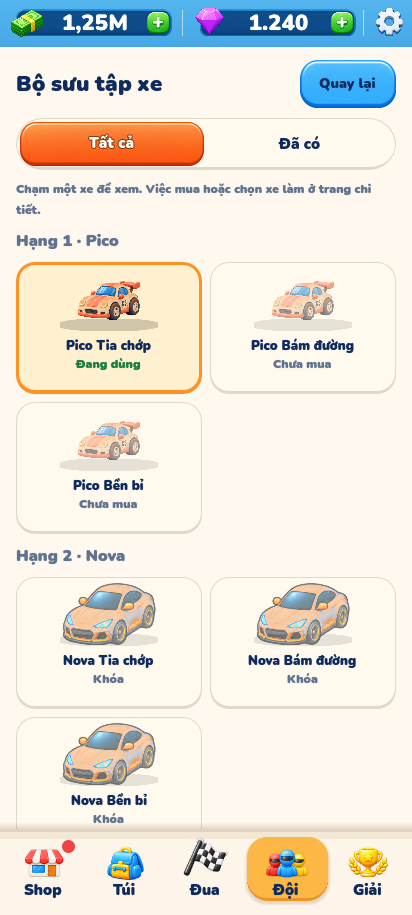 1,25M
1.240
Bộ sưu tập xe
Quay lại
Tất cả
Đã có
Chạm một xe để xem. Việc mua hoặc chọn xe làm ở trang chi
tiết.
Hạng 1 · Pico
Pico Tia chớp
Đang dùng
Pico Bám đường
Chưa mua
Pico Bền bỉ
Chưa mua
Hạng 2 · Nova
Nova Tia chớp
Khóa
Nova Bám đường
Khóa
Nova Bền bỉ
Khóa
Shop
Túi
Đua
Đội
Giải